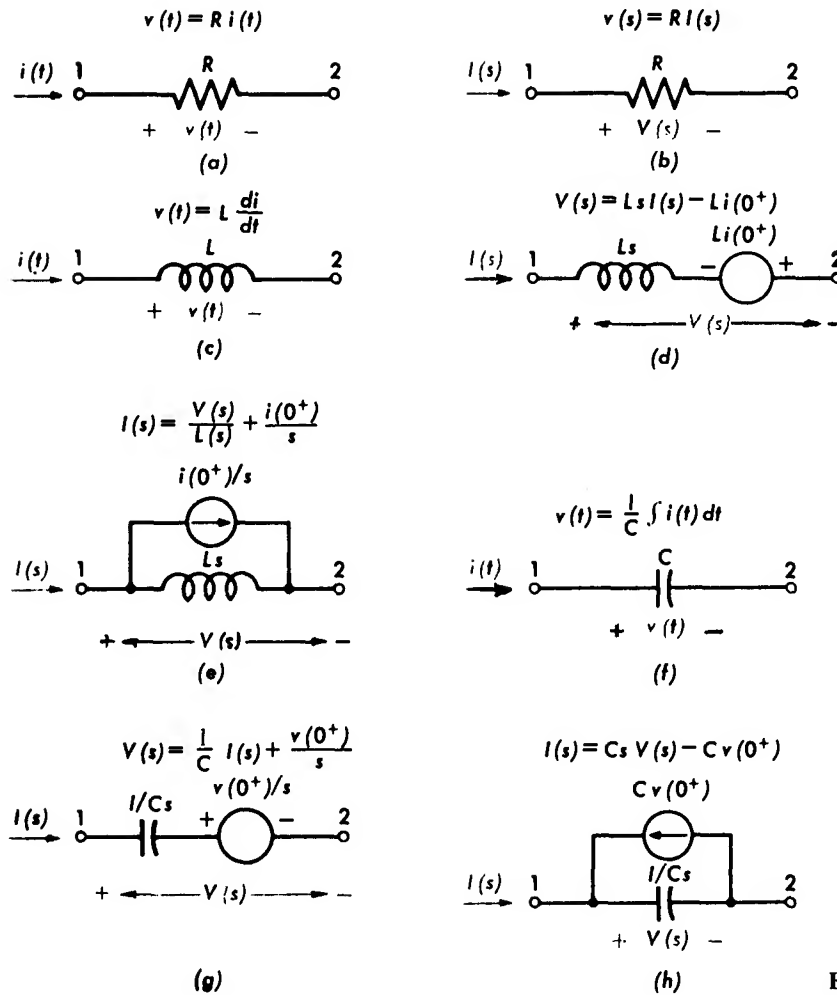 v(t) = R i(t)
i(t) 1 R 2
+ v(t) −
(a)
v(s) = R I(s)
I(s) 1 R 2
+ V(s) −
(b)
v(t) = L di/dt
i(t) 1 L 2
+ v(t) −
(c)
V(s) = L s I(s) − L i(0⁺)
Li(0⁺)
I(s) 1 Ls − + 2
+ V(s) −
(d)
I(s) = V(s)/L(s) + i(0⁺)/s
i(0⁺)/s
I(s) 1 Ls 2
+ V(s) −
(e)
v(t) = 1/C ∫ i(t) dt
i(t) 1 C 2
+ v(t) −
(f)
V(s) = 1/C I(s) + v(0⁺)/s
v(0⁺)/s
I(s) 1 1/Cs + − 2
+ V(s) −
(g)
I(s) = Cs V(s) − C v(0⁺)
C v(0⁺)
I(s) 1 1/Cs 2
+ V(s) −
(h)